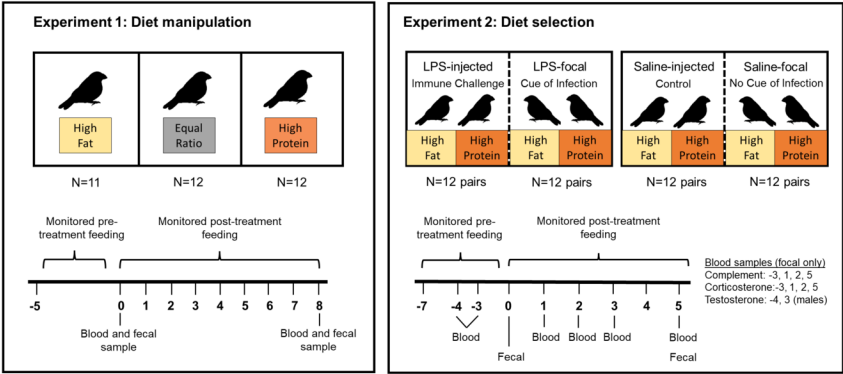 Experiment 1: Diet manipulation
High
Fat
Equal
Ratio
High
Protein
N=11
N=12
N=12
Monitored pre-
treatment feeding
Monitored post-treatment
feeding
-5
0
1
2
3
4
5
6
7
8
Blood and fecal
sample
Blood and fecal
sample
Experiment 2: Diet selection
LPS-injected
Immune Challenge
LPS-focal
Cue of Infection
Saline-injected
Control
Saline-focal
No Cue of Infection
High
Fat
High
Protein
High
Fat
High
Protein
High
Fat
High
Protein
High
Fat
High
Protein
N=12 pairs
N=12 pairs
N=12 pairs
N=12 pairs
Monitored pre-
treatment feeding
Monitored post-treatment
feeding
-7
-4
-3
0
1
2
3
4
5
Blood
Fecal
Blood
Blood
Blood
Blood
Fecal
Blood samples (focal only)
Complement: -3, 1, 2, 5
Corticosterone:-3, 1, 2, 5
Testosterone: -4, 3 (males)